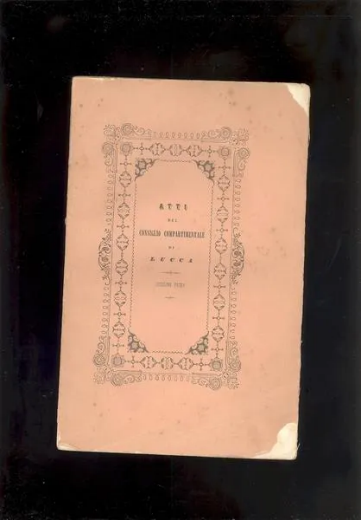 ATTI
DEL
CONSIGLIO COMPARTIMENTALE
DI
LUCCA